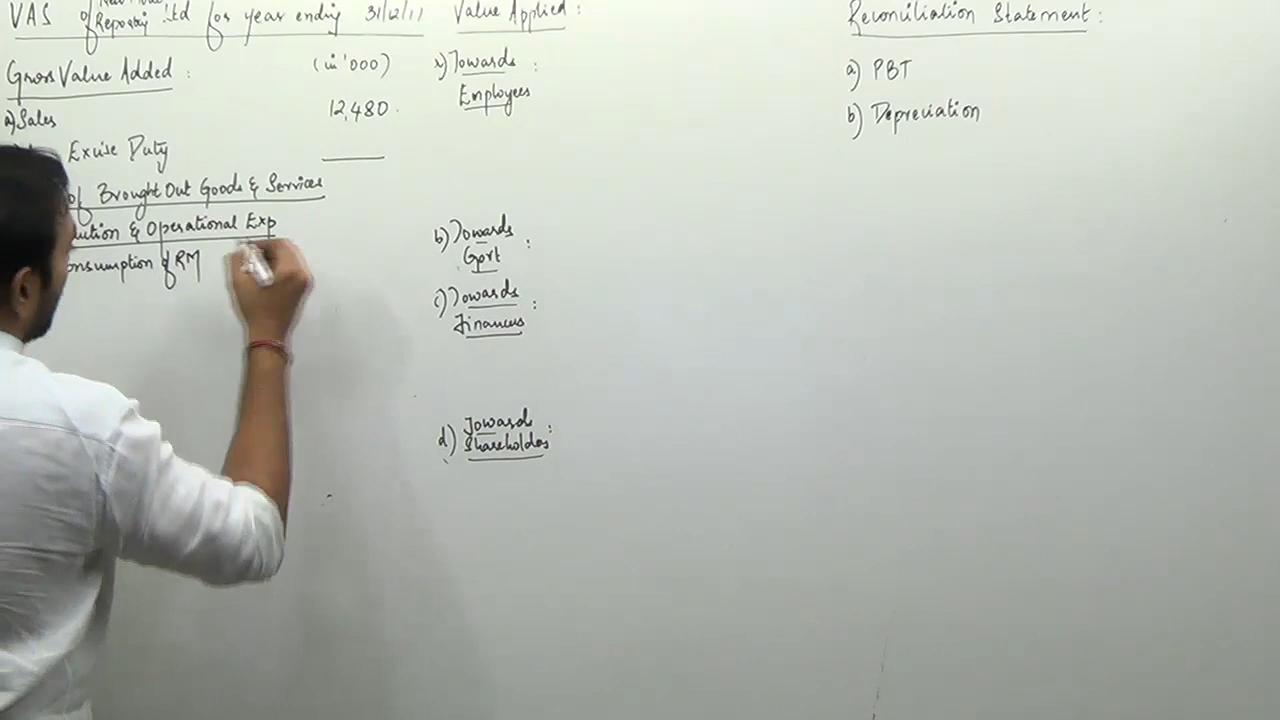 VAS of Reporting Ltd for year ending 31/12/11
Gross Value Added :
(in '000)
a) Sales 12,480
Excise Duty
of Brought Out Goods & Services
& Operational Exp
onsumption of RM
Value Applied :
a) Towards :
Employees
b) Towards :
Govt
c) Towards :
Financers
d) Towards :
Shareholders
Reconciliation Statement :
a) PBT
b) Depreciation